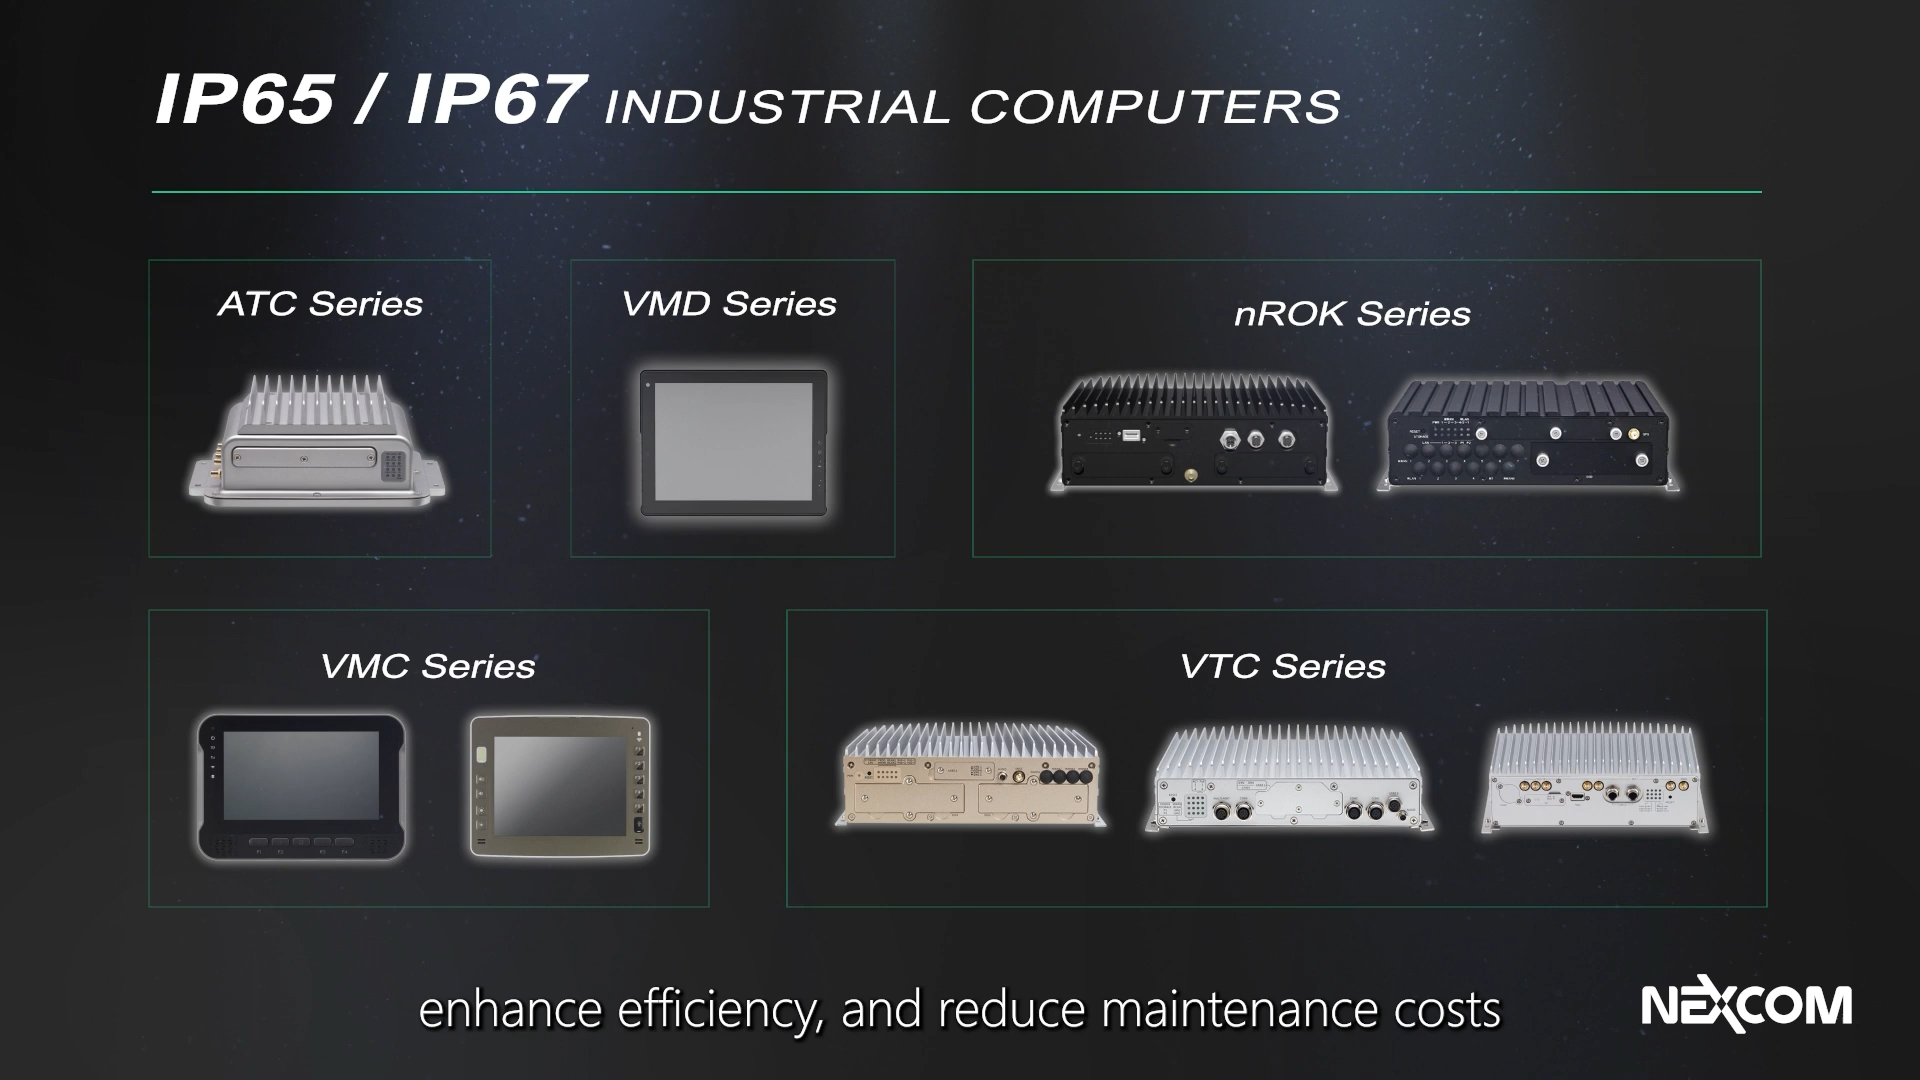 IP65 / IP67 INDUSTRIAL COMPUTERS
ATC Series
VMD Series
nROK Series
VMC Series
VTC Series
enhance efficiency, and reduce maintenance costs
NEXCOM